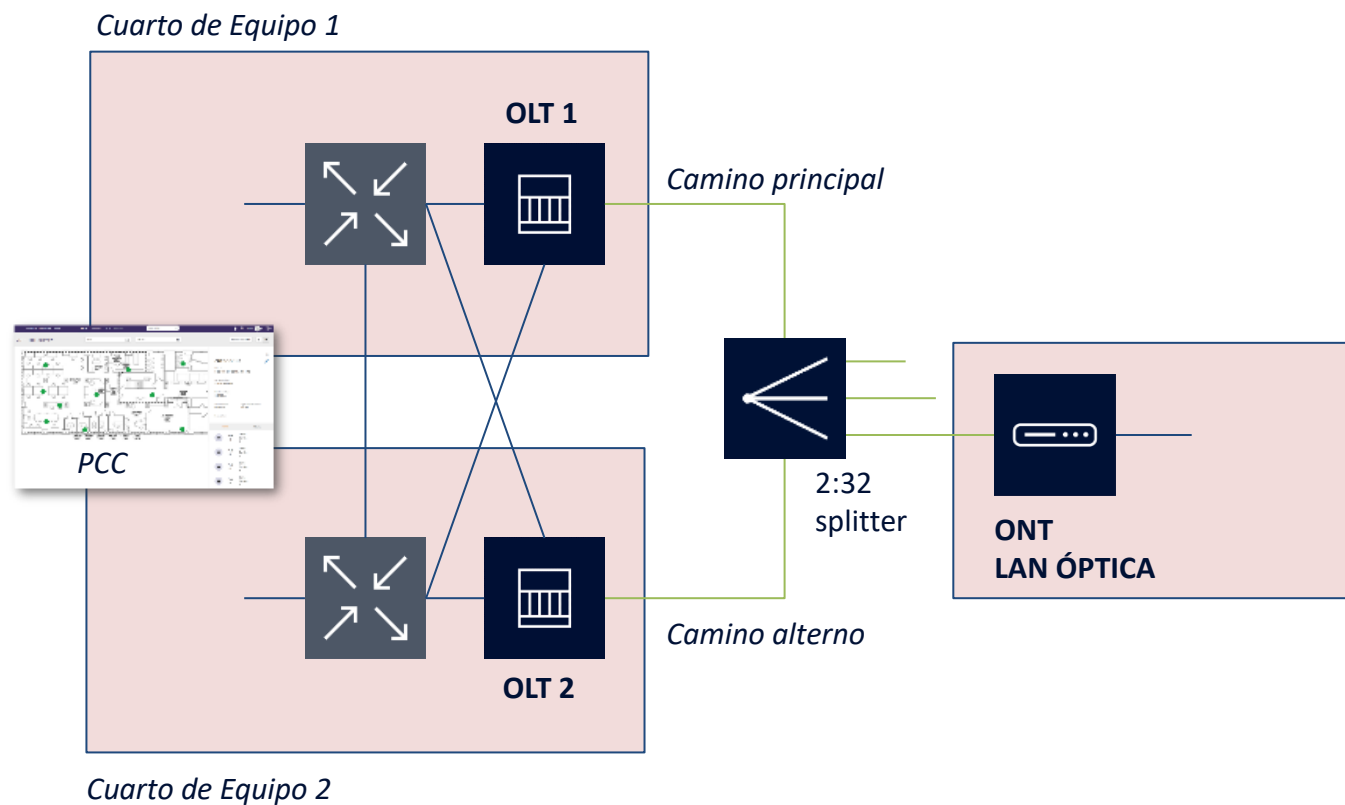 Cuarto de Equipo 1
OLT 1
Camino principal
PCC
2:32
splitter
ONT
LAN ÓPTICA
Camino alterno
OLT 2
Cuarto de Equipo 2